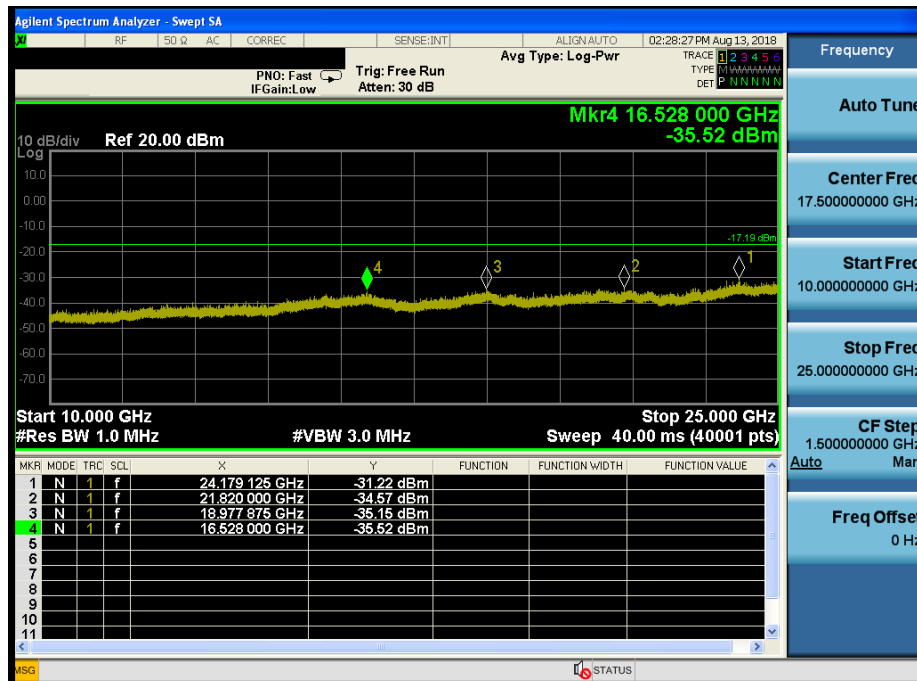 Agilent Spectrum Analyzer - Swept SA
XI RF 50 Ω AC CORREC SENSE:INT ALIGN AUTO 02:28:27 PM Aug 13, 2018
Avg Type: Log-Pwr
PNO: Fast
IFGain:Low
Trig: Free Run
Atten: 30 dB
TRACE 1 2 3 4 5 6
TYPE M WWWWW
DET P N N N N N
Mkr4 16.528 000 GHz
-35.52 dBm
10 dB/div Ref 20.00 dBm
Log
10.0
0.00
-10.0
-20.0
-30.0
-40.0
-50.0
-60.0
-70.0
-17.19 dBm
4
3
2
1
Start 10.000 GHz Stop 25.000 GHz
#Res BW 1.0 MHz #VBW 3.0 MHz Sweep 40.00 ms (40001 pts)
MKR MODE TRC SCL X Y FUNCTION FUNCTION WIDTH FUNCTION VALUE
1 N 1 f 24.179 125 GHz -31.22 dBm
2 N 1 f 21.820 000 GHz -34.57 dBm
3 N 1 f 18.977 875 GHz -35.15 dBm
4 N 1 f 16.528 000 GHz -35.52 dBm
5
6
7
8
9
10
11
MSG STATUS
Frequency
Auto Tune
Center Freq
17.500000000 GHz
Start Freq
10.000000000 GHz
Stop Freq
25.000000000 GHz
CF Step
1.500000000 GHz
Auto Man
Freq Offset
0 Hz